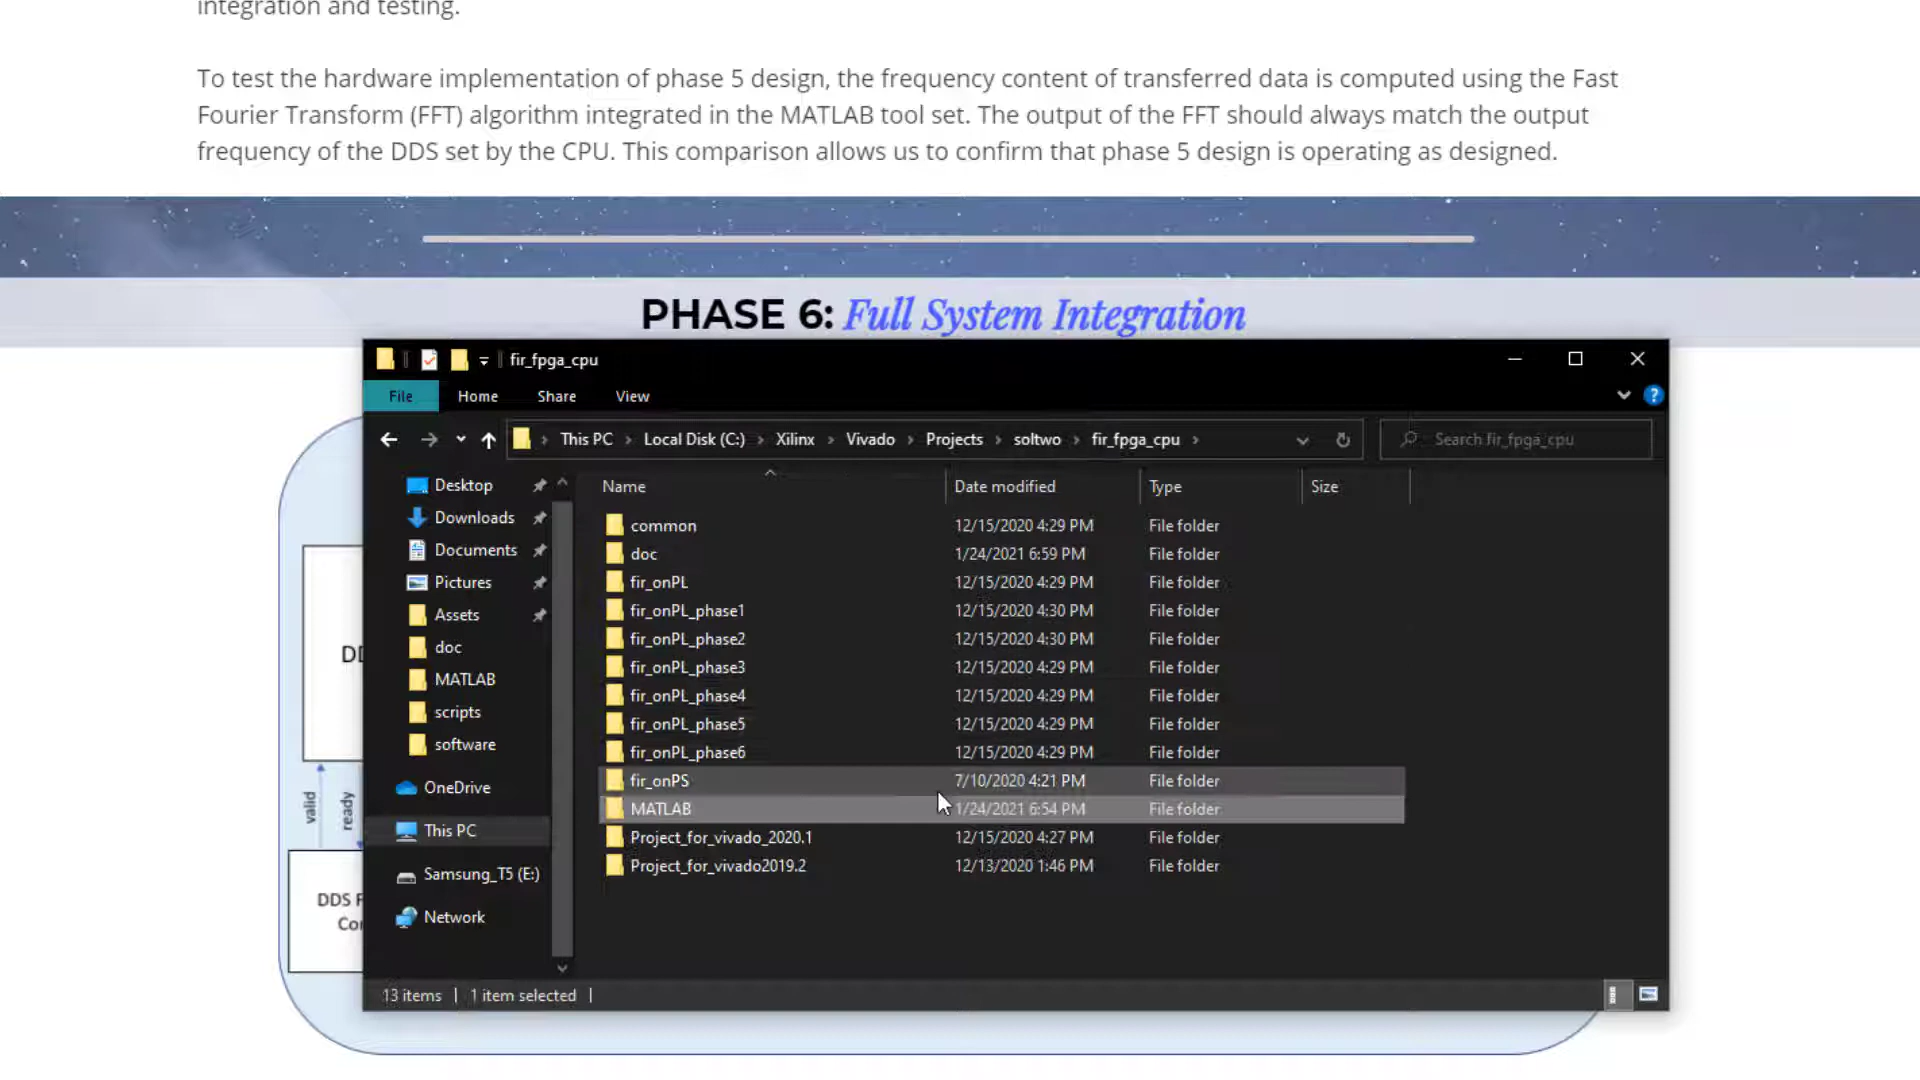 integration and testing.
To test the hardware implementation of phase 5 design, the frequency content of transferred data is computed using the Fast
Fourier Transform (FFT) algorithm integrated in the MATLAB tool set. The output of the FFT should always match the output
frequency of the DDS set by the CPU. This comparison allows us to confirm that phase 5 design is operating as designed.
PHASE 6: Full System Integration
fir_fpga_cpu
File Home Share View
This PC Local Disk (C:) Xilinx Vivado Projects soltwo fir_fpga_cpu
Search fir_fpga_cpu
Desktop
Downloads
Documents
Pictures
Assets
doc
MATLAB
scripts
software
OneDrive
This PC
Samsung_T5 (E:)
Network
Name Date modified Type Size
common 12/15/2020 4:29 PM File folder
doc 1/24/2021 6:59 PM File folder
fir_onPL 12/15/2020 4:29 PM File folder
fir_onPL_phase1 12/15/2020 4:30 PM File folder
fir_onPL_phase2 12/15/2020 4:30 PM File folder
fir_onPL_phase3 12/15/2020 4:29 PM File folder
fir_onPL_phase4 12/15/2020 4:29 PM File folder
fir_onPL_phase5 12/15/2020 4:29 PM File folder
fir_onPL_phase6 12/15/2020 4:29 PM File folder
fir_onPS 7/10/2020 4:21 PM File folder
MATLAB 1/24/2021 6:54 PM File folder
Project_for_vivado_2020.1 12/15/2020 4:27 PM File folder
Project_for_vivado2019.2 12/13/2020 1:46 PM File folder
13 items 1 item selected
valid
ready
DDS